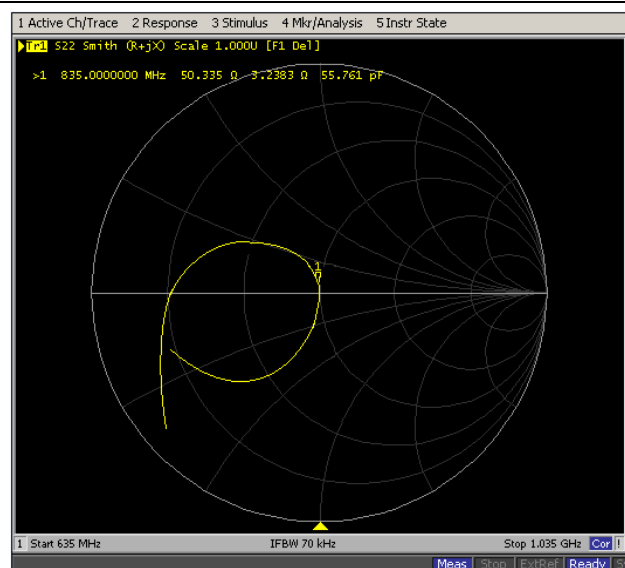 1 Active Ch/Trace 2 Response 3 Stimulus 4 Mkr/Analysis 5 Instr State
Tr1 S22 Smith (R+jX) Scale 1.000U [F1 Del]
>1 835.0000000 MHz 50.335 Ω 3.2383 Ω 55.761 pF
1
1 Start 635 MHz IFBW 70 kHz Stop 1.035 GHz Cor !
Meas Stop ExtRef Ready